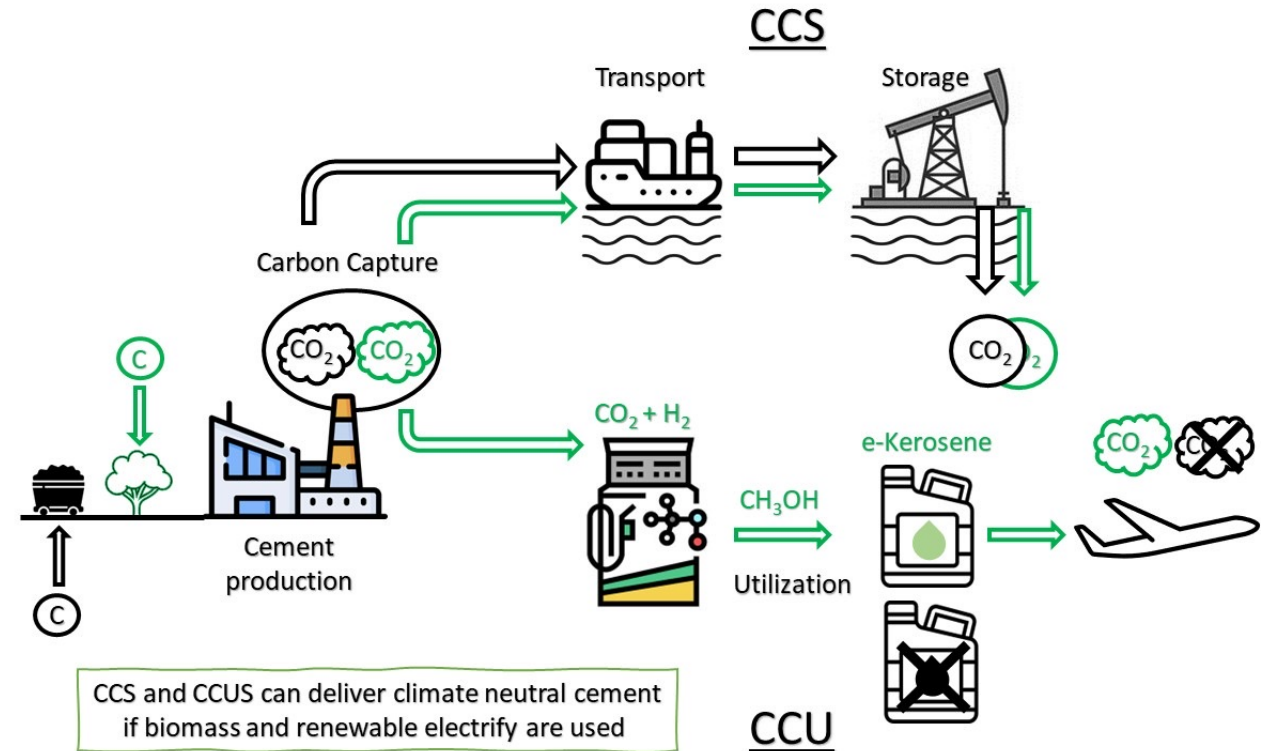 CCS
Transport
Storage
Carbon Capture
CO₂
CO₂
CO₂
C
CO₂ + H₂
e-Kerosene
CO₂
CH₃OH
Cement
production
Utilization
C
CCS and CCUS can deliver climate neutral cement
if biomass and renewable electrify are used
CCU